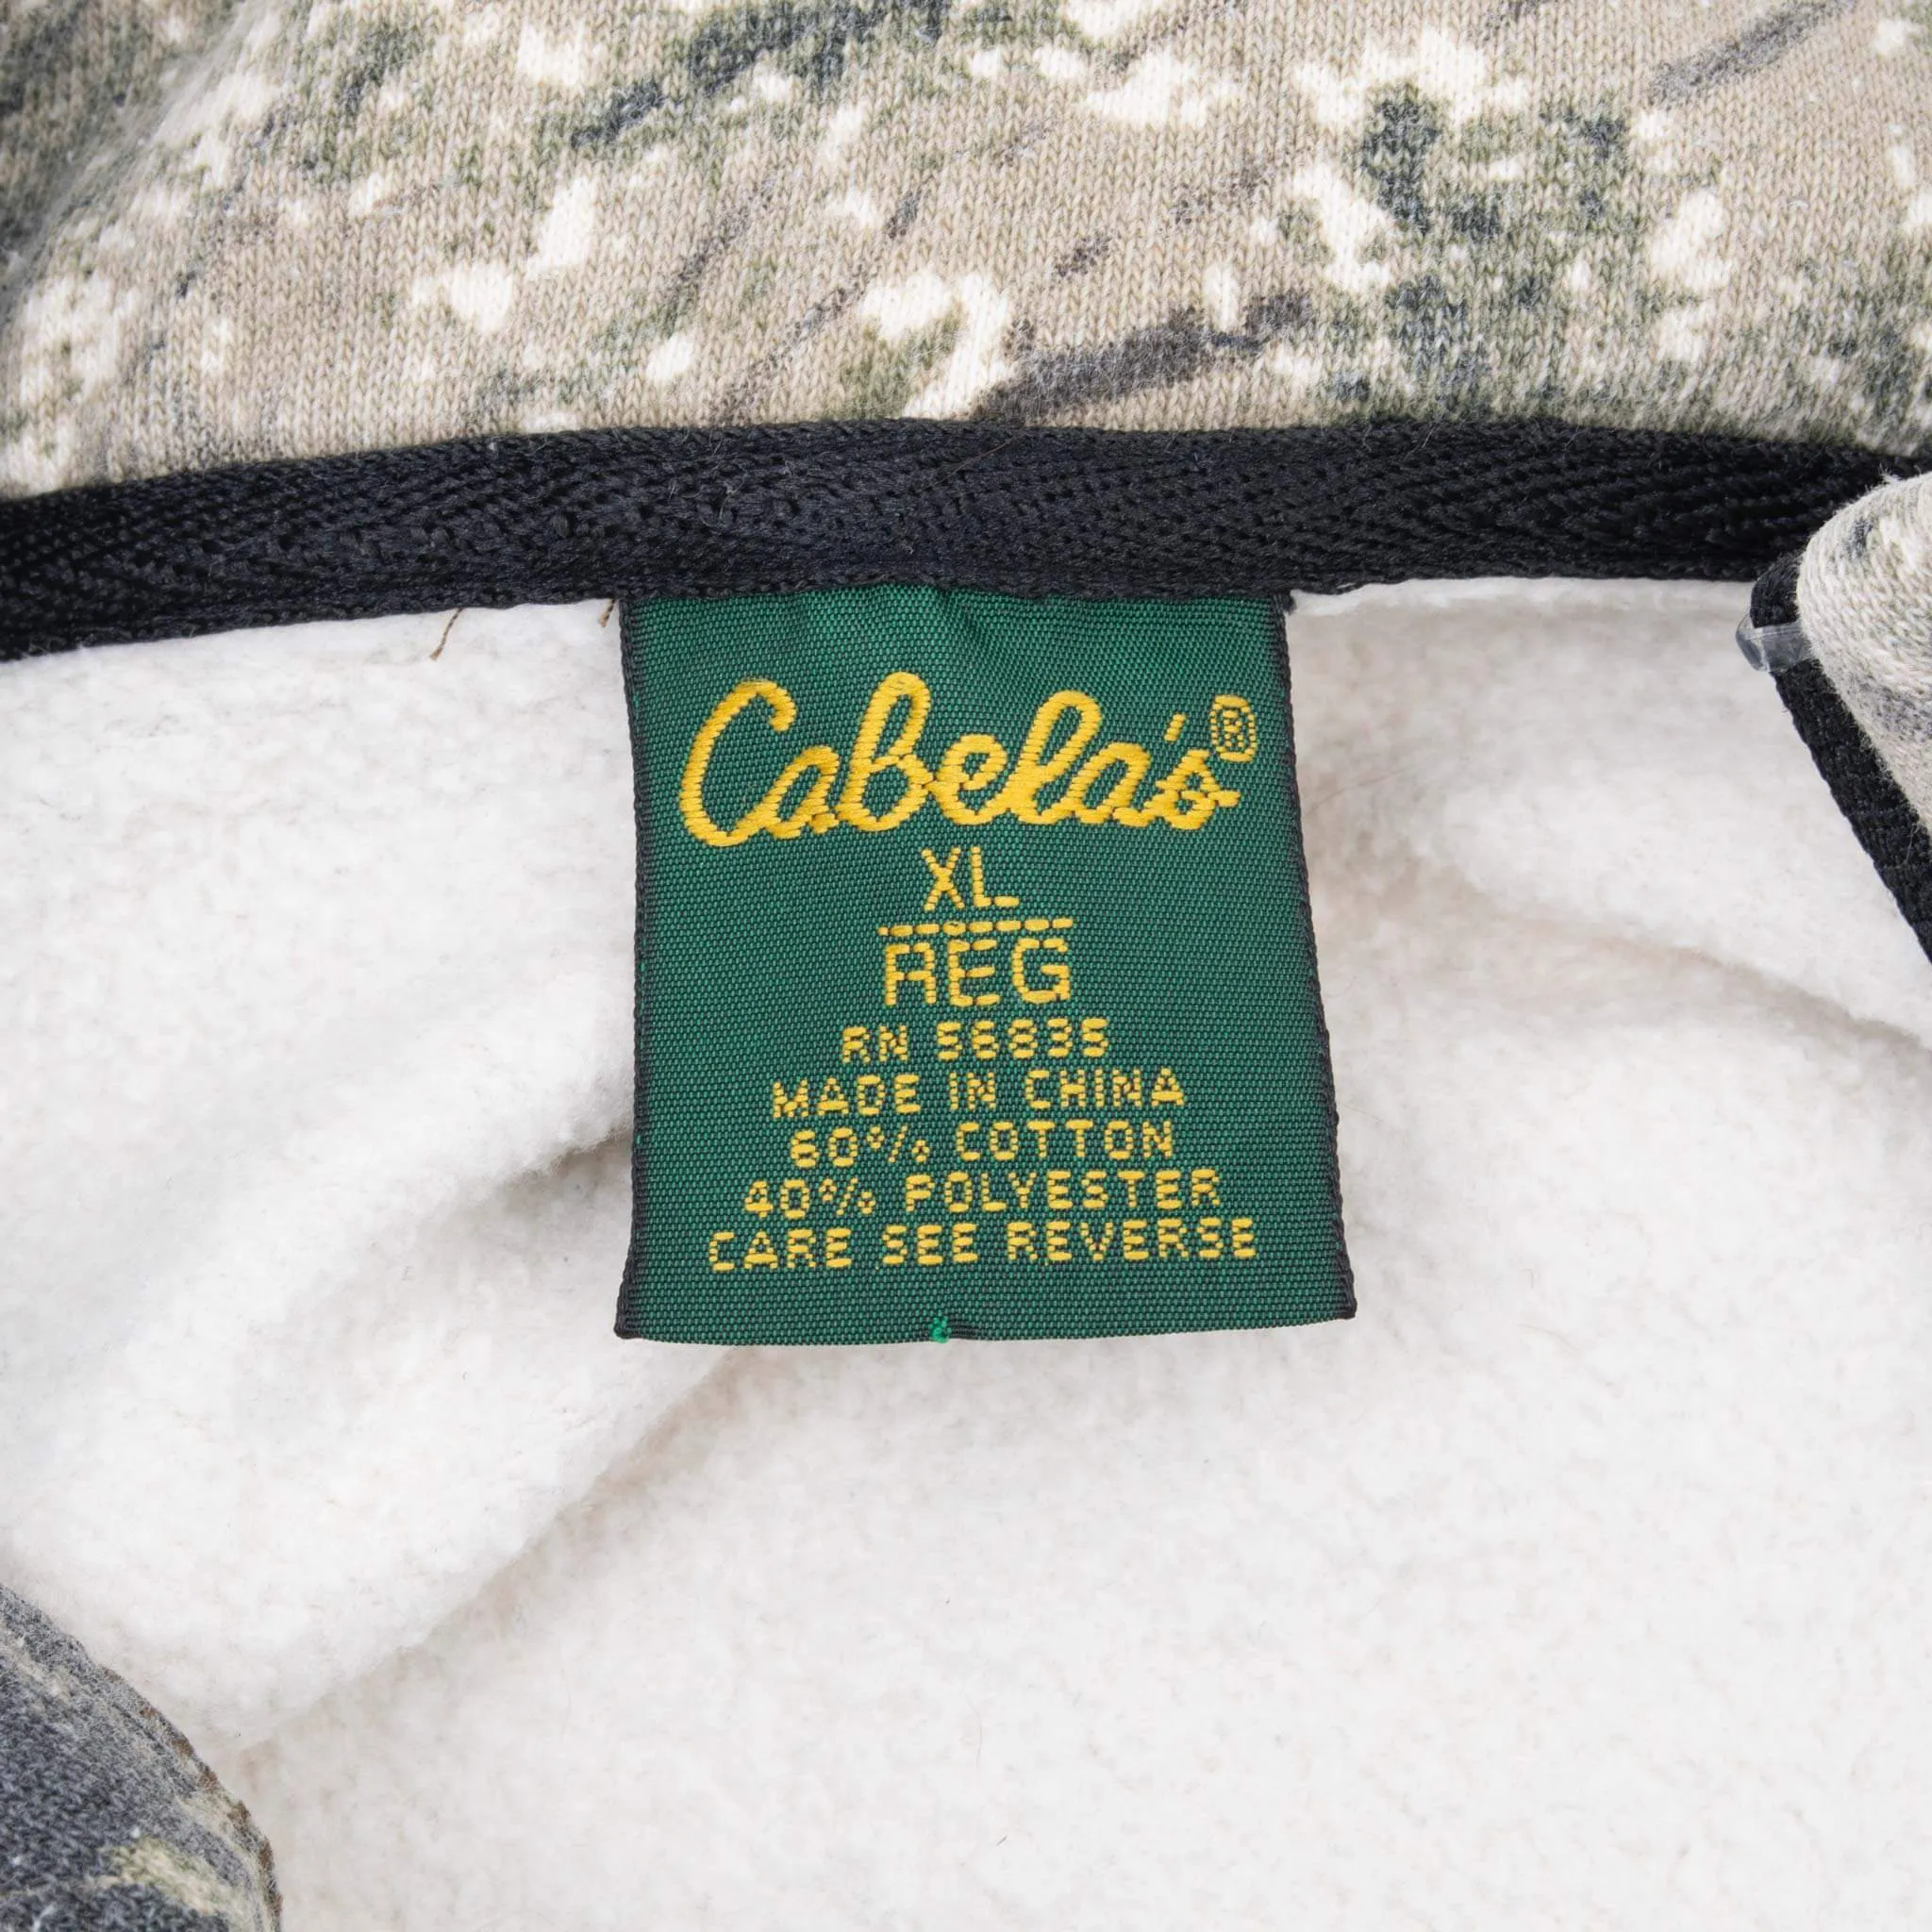 Cabela's®
XL
REG
RN 56835
MADE IN CHINA
60% COTTON
40% POLYESTER
CARE SEE REVERSE